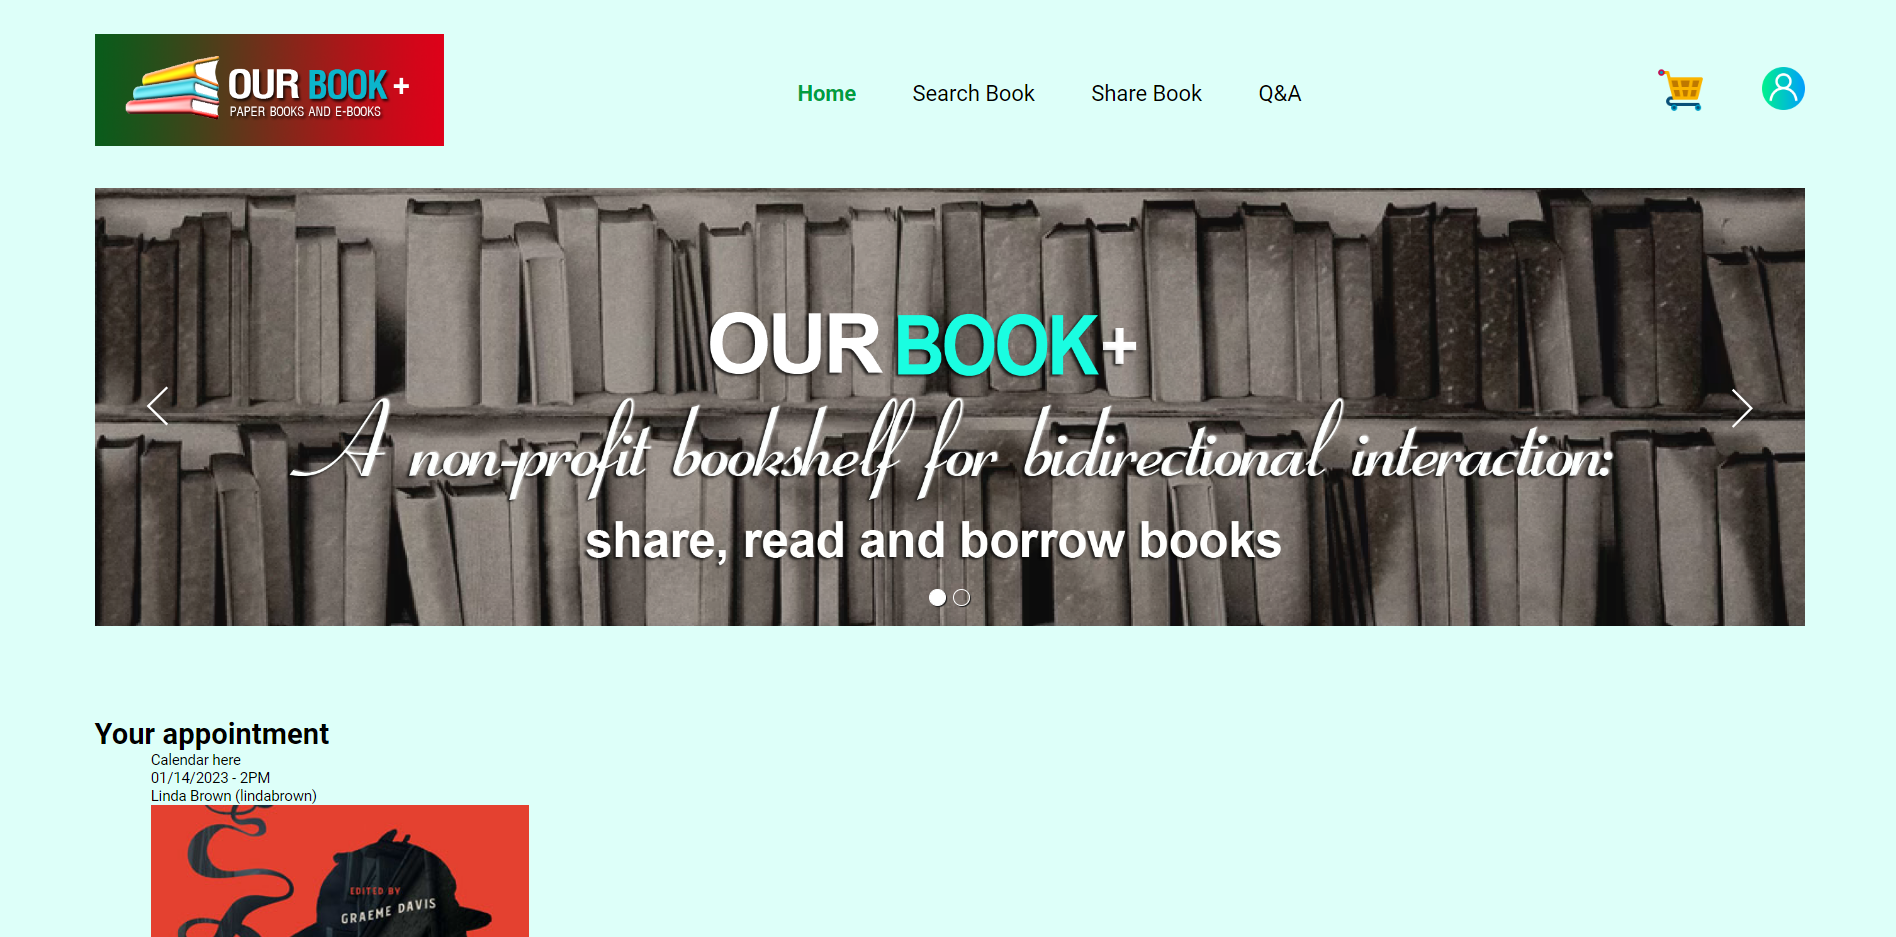 OUR BOOK +
PAPER BOOKS AND E-BOOKS
Home
Search Book
Share Book
Q&A
OUR BOOK+
A non-profit bookshelf for bidirectional interaction:
share, read and borrow books
Your appointment
Calendar here
01/14/2023 - 2PM
Linda Brown (lindabrown)
EDITED BY
GRAEME DAVIS